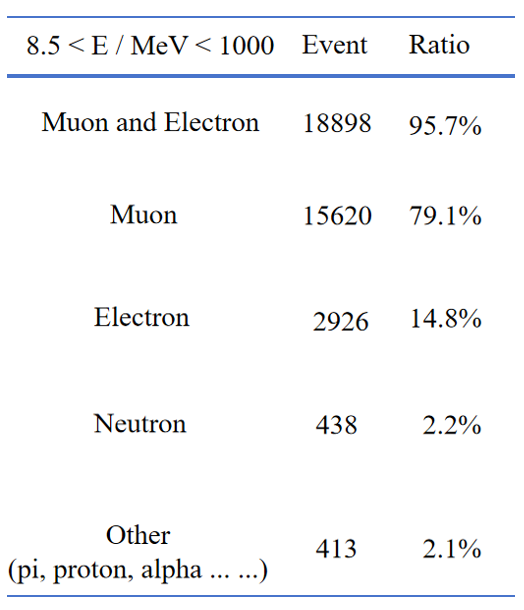 8.5 < E / MeV < 1000 Event Ratio
Muon and Electron 18898 95.7%
Muon 15620 79.1%
Electron 2926 14.8%
Neutron 438 2.2%
Other
(pi, proton, alpha ... ...) 413 2.1%